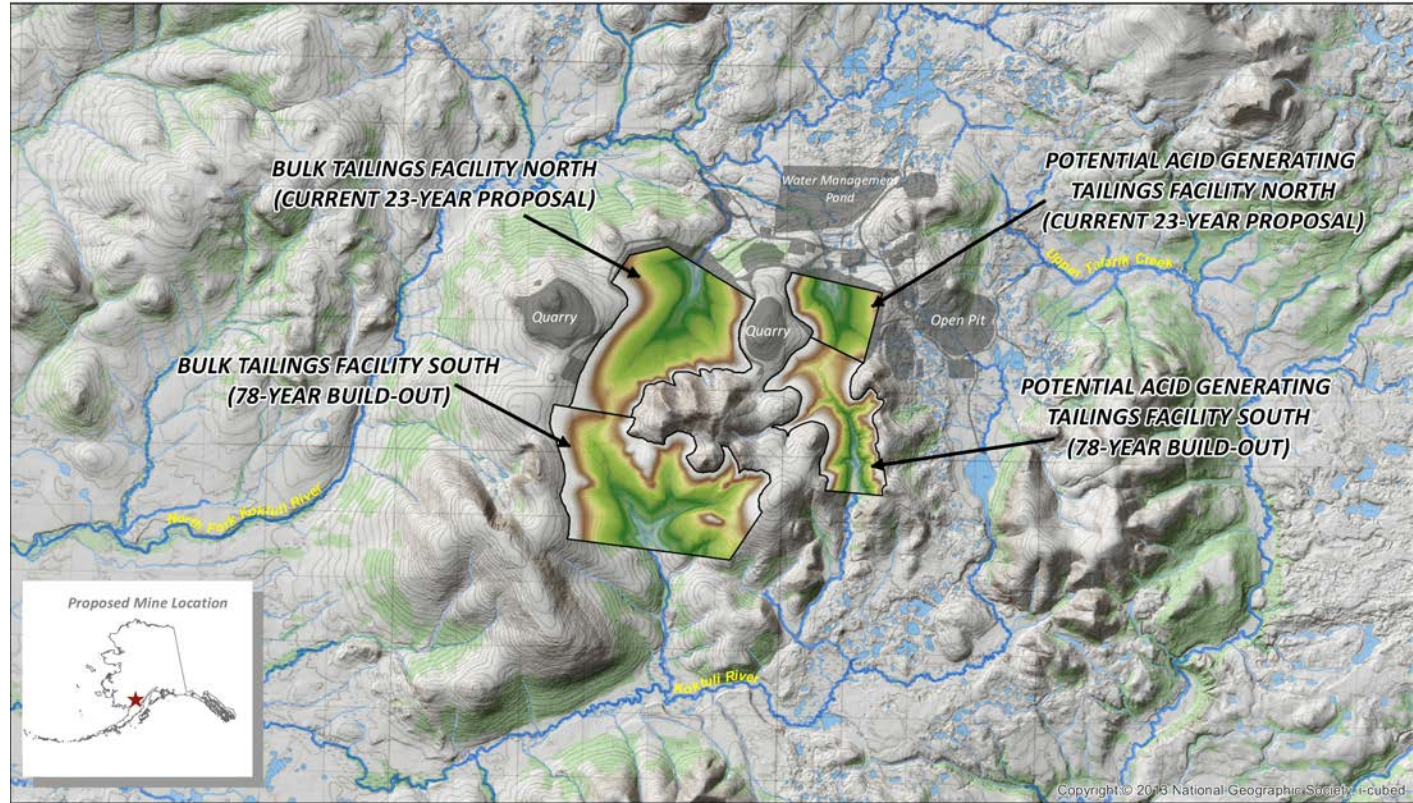 BULK TAILINGS FACILITY NORTH
(CURRENT 23-YEAR PROPOSAL)
Water Management
Pond
POTENTIAL ACID GENERATING
TAILINGS FACILITY NORTH
(CURRENT 23-YEAR PROPOSAL)
Upper Talarik Creek
Quarry
Quarry
Open Pit
BULK TAILINGS FACILITY SOUTH
(78-YEAR BUILD-OUT)
POTENTIAL ACID GENERATING
TAILINGS FACILITY SOUTH
(78-YEAR BUILD-OUT)
North Fork Koktuli River
Koktuli River
Proposed Mine Location
Copyright:© 2013 National Geographic Society, i-cubed